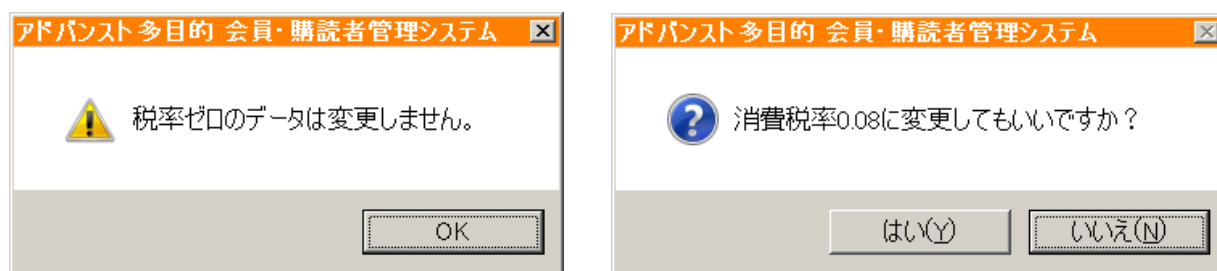 アドバンスト多目的 会員・購読者管理システム
税率ゼロのデータは変更しません。
OK
アドバンスト多目的 会員・購読者管理システム
消費税率0.08に変更してもいいですか？
はい(Y)
いいえ(N)